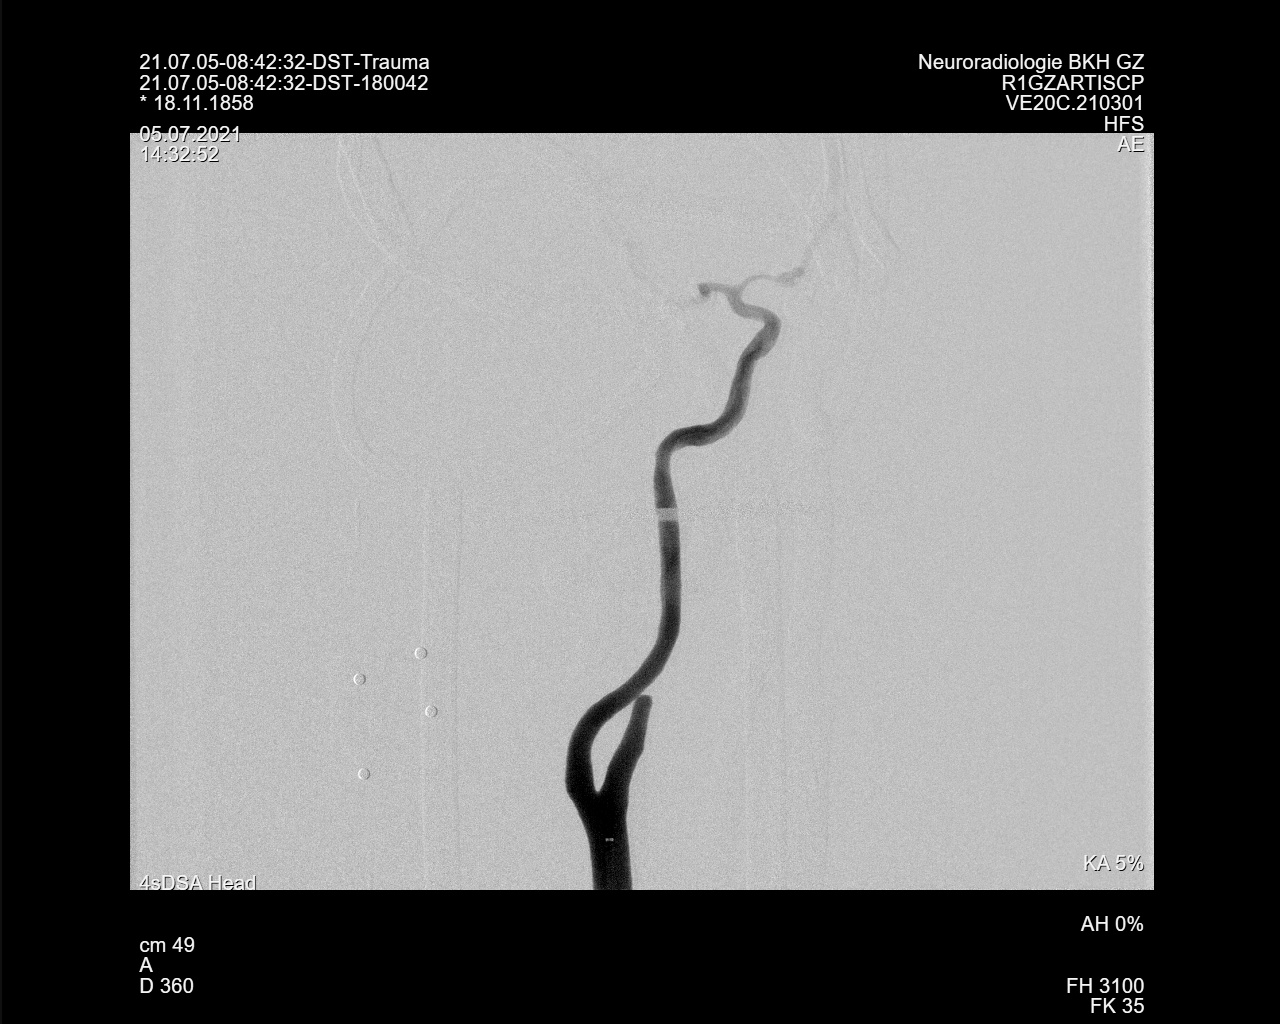 21.07.05-08:42:32-DST-Trauma
21.07.05-08:42:32-DST-180042
* 18.11.1858
05.07.2021
14:32:52
Neuroradiologie BKH GZ
R1GZARTISCP
VE20C.210301
HFS
AE
4sDSA Head
KA 5%
AH 0%
cm 49
A
D 360
FH 3100
FK 35